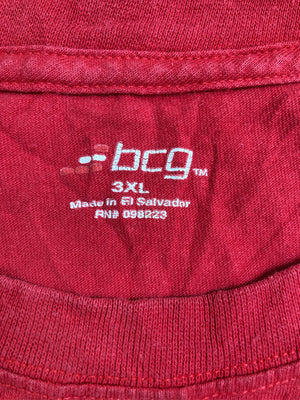 bcg™
3XL
Made in El Salvador
RN# 098223